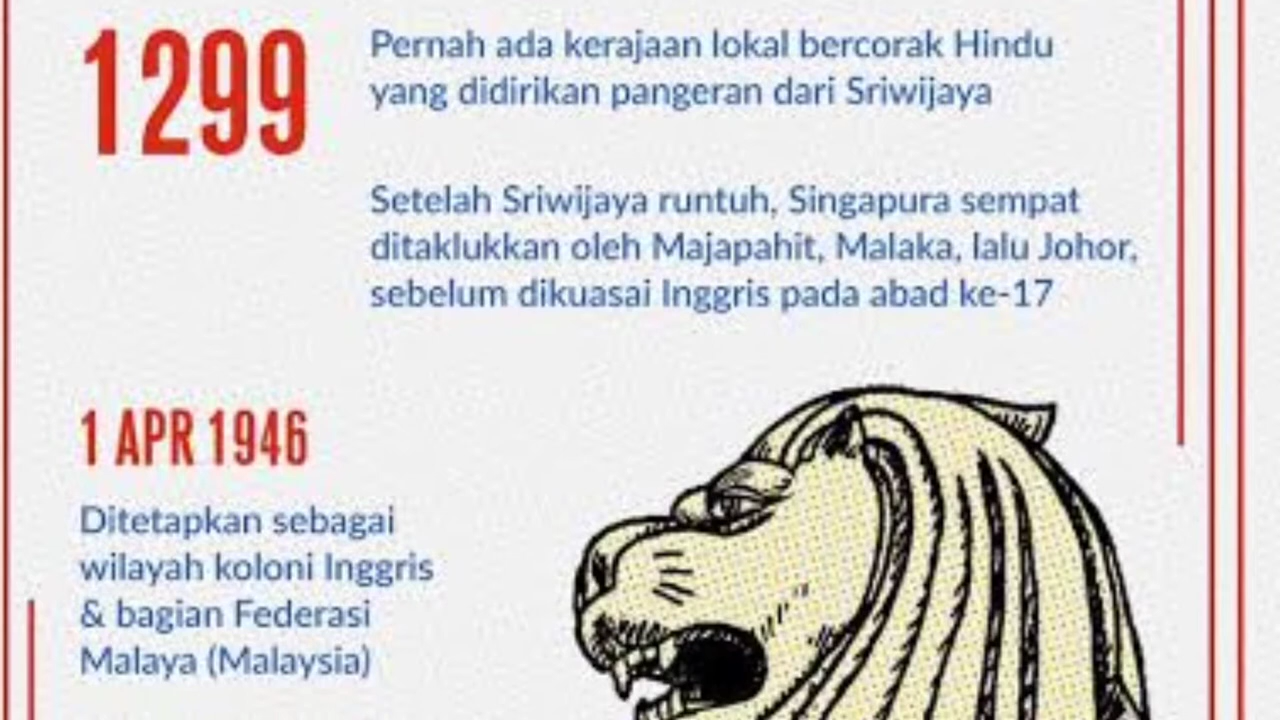 1299
Pernah ada kerajaan lokal bercorak Hindu
yang didirikan pangeran dari Sriwijaya
Setelah Sriwijaya runtuh, Singapura sempat
ditaklukkan oleh Majapahit, Malaka, lalu Johor,
sebelum dikuasai Inggris pada abad ke-17
1 APR 1946
Ditetapkan sebagai
wilayah koloni Inggris
& bagian Federasi
Malaya (Malaysia)